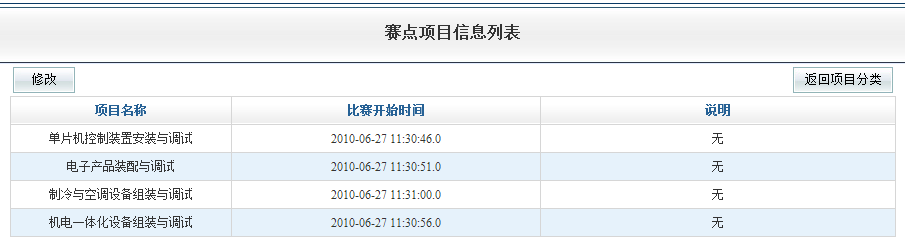 赛点项目信息列表
修改 返回项目分类
项目名称 比赛开始时间 说明
单片机控制装置安装与调试 2010-06-27 11:30:46.0 无
电子产品装配与调试 2010-06-27 11:30:51.0 无
制冷与空调设备组装与调试 2010-06-27 11:31:00.0 无
机电一体化设备组装与调试 2010-06-27 11:30:56.0 无